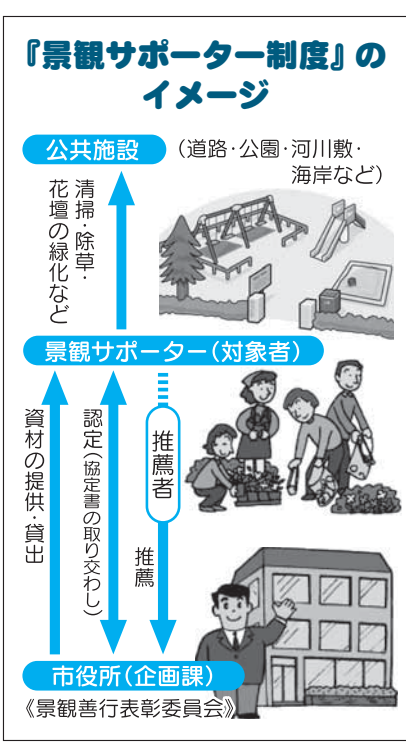 『景観サポーター制度』の
イメージ
公共施設
(道路・公園・河川敷・
海岸など)
清掃・除草・
花壇の緑化など
景観サポーター(対象者)
資材の提供・貸出
認定(協定書の取り交わし)
推薦者
推薦
市役所(企画課)
《景観善行表彰委員会》